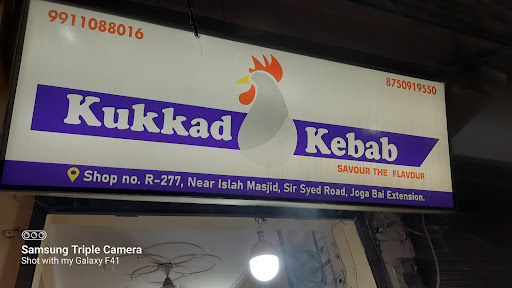 9911088016
8750919550
Kukkad Kebab
SAVOUR THE FLAVOUR
Shop no. R-277, Near Islah Masjid, Sir Syed Road, Joga Bai Extension.
Samsung Triple Camera
Shot with my Galaxy F41